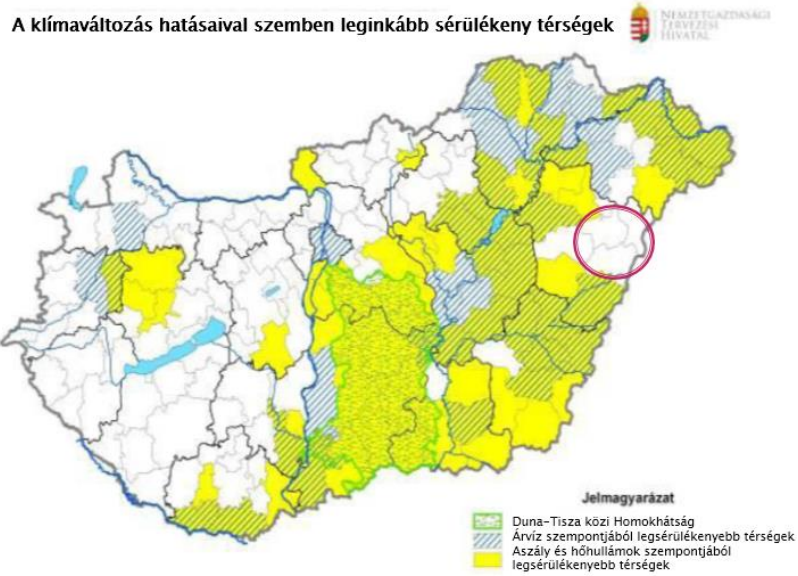 A klímaváltozás hatásaival szemben leginkább sérülékeny térségek
NEMZETGAZDASÁGI
TERVEZÉSI
HIVATAL
Jelmagyarázat
Duna-Tisza közi Homokhátság
Árvíz szempontjából legsérülékenyebb térségek
Aszály és hőhullámok szempontjából
legsérülékenyebb térségek